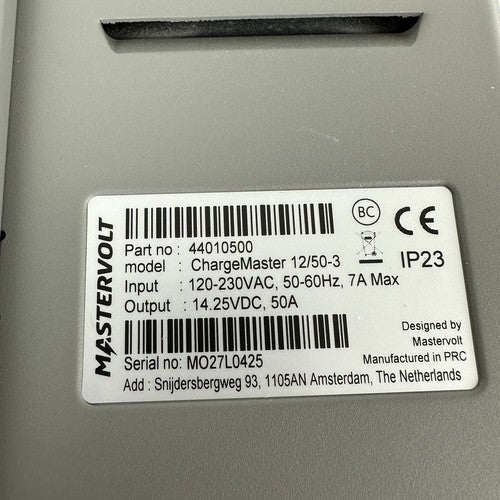 MASTERVOLT
Part no : 44010500
model : ChargeMaster 12/50-3
Input : 120-230VAC, 50-60Hz, 7A Max
Output : 14.25VDC, 50A
BC
CE
IP23
Serial no: MO27L0425
Designed by
Mastervolt
Manufactured in PRC
Add : Snijdersbergweg 93, 1105AN Amsterdam, The Netherlands